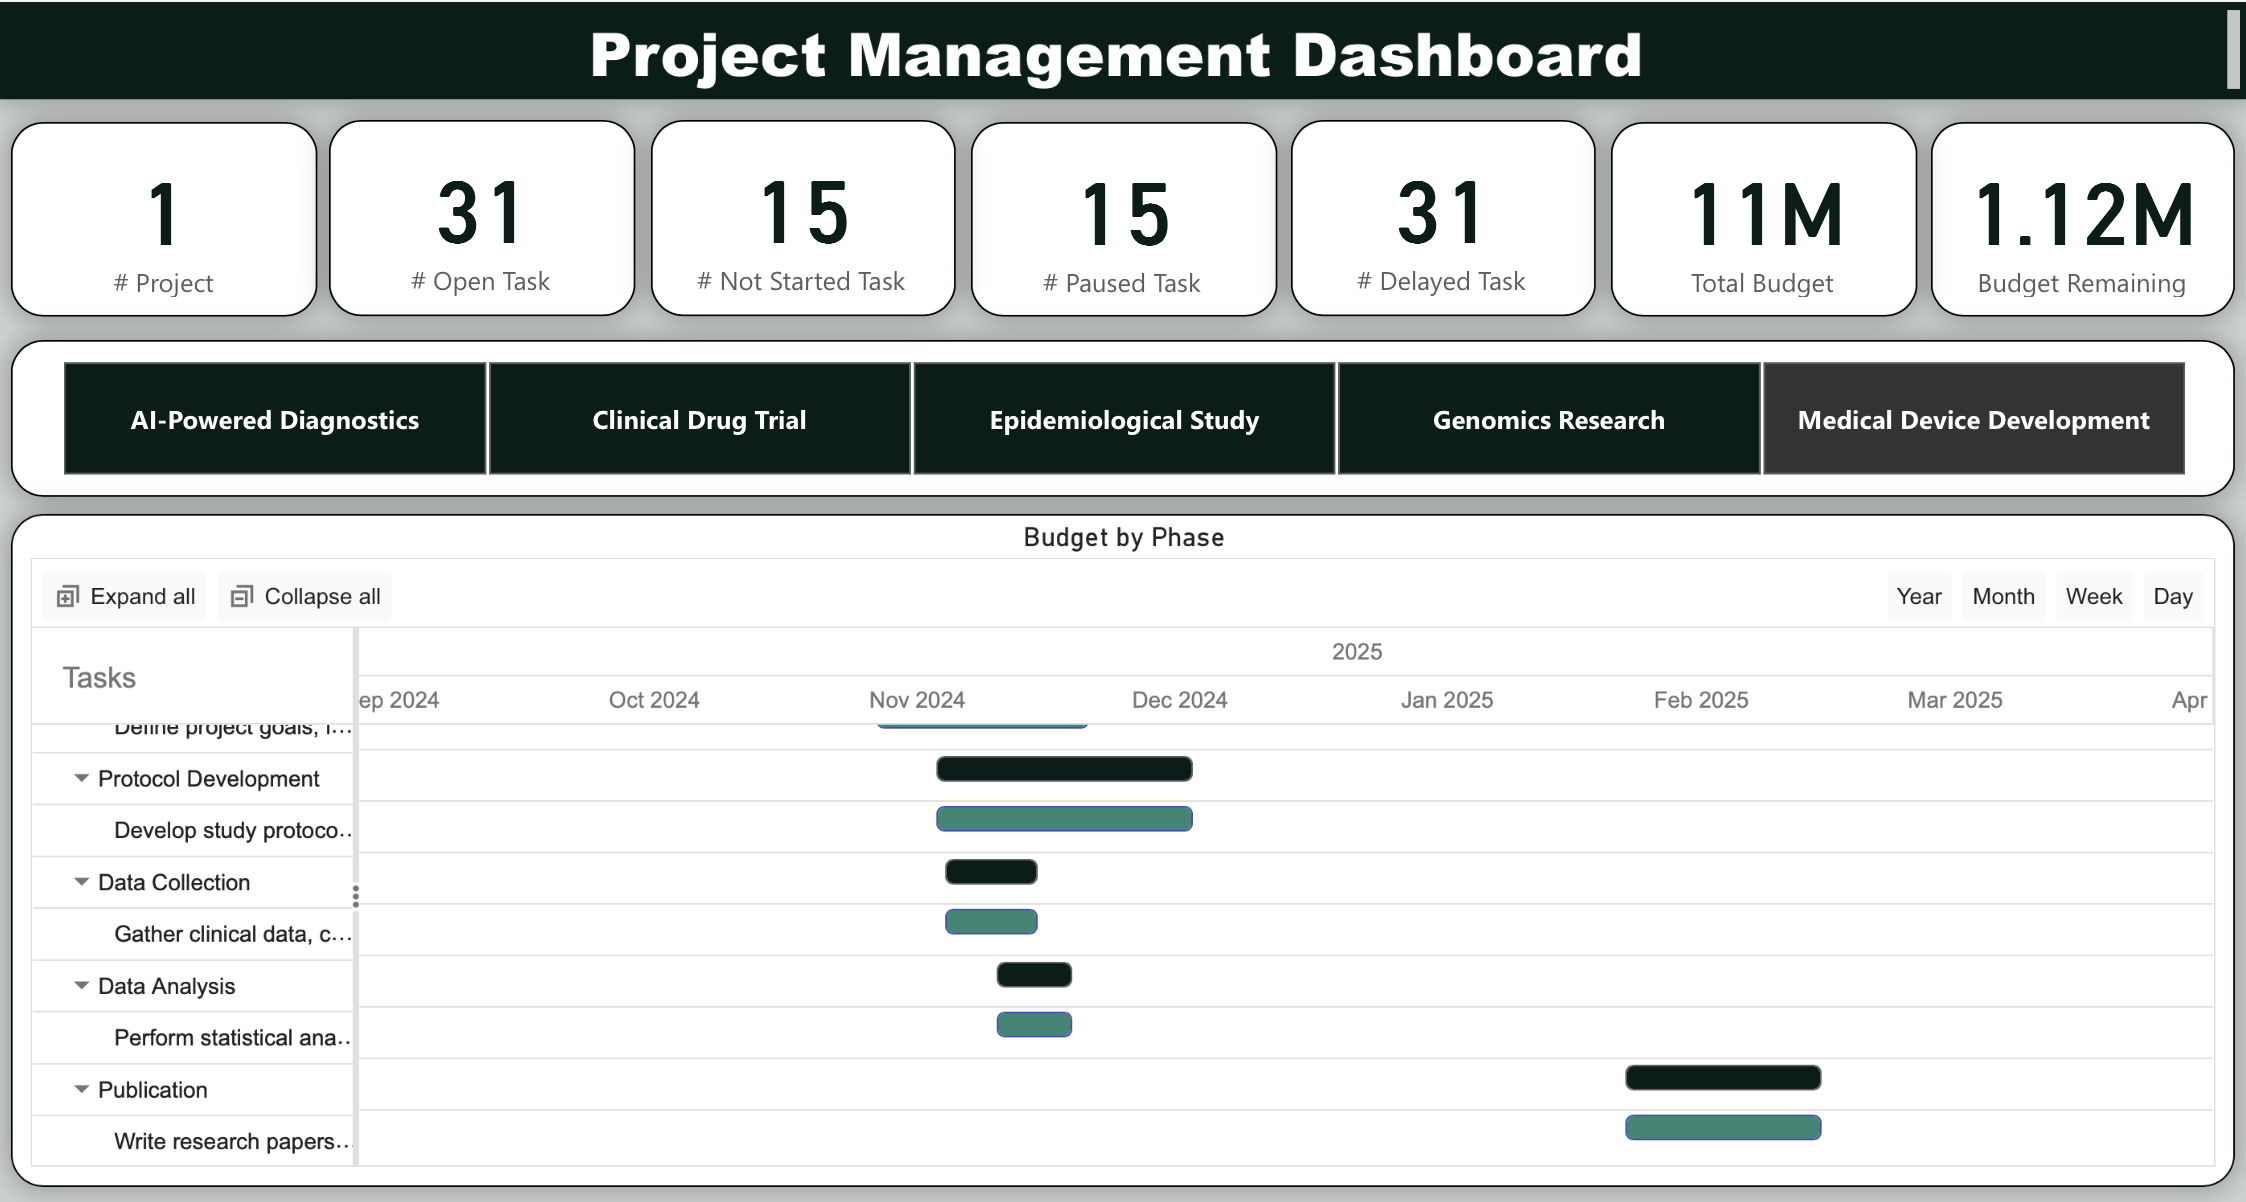 Project Management Dashboard
1
# Project
31
# Open Task
15
# Not Started Task
15
# Paused Task
31
# Delayed Task
11M
Total Budget
1.12M
Budget Remaining
AI-Powered Diagnostics
Clinical Drug Trial
Epidemiological Study
Genomics Research
Medical Device Development
Budget by Phase
Expand all
Collapse all
Year
Month
Week
Day
Tasks
2025
ep 2024
Oct 2024
Nov 2024
Dec 2024
Jan 2025
Feb 2025
Mar 2025
Apr
Define project goals,
Protocol Development
Develop study protoco...
Data Collection
Gather clinical data, c...
Data Analysis
Perform statistical ana...
Publication
Write research papers...